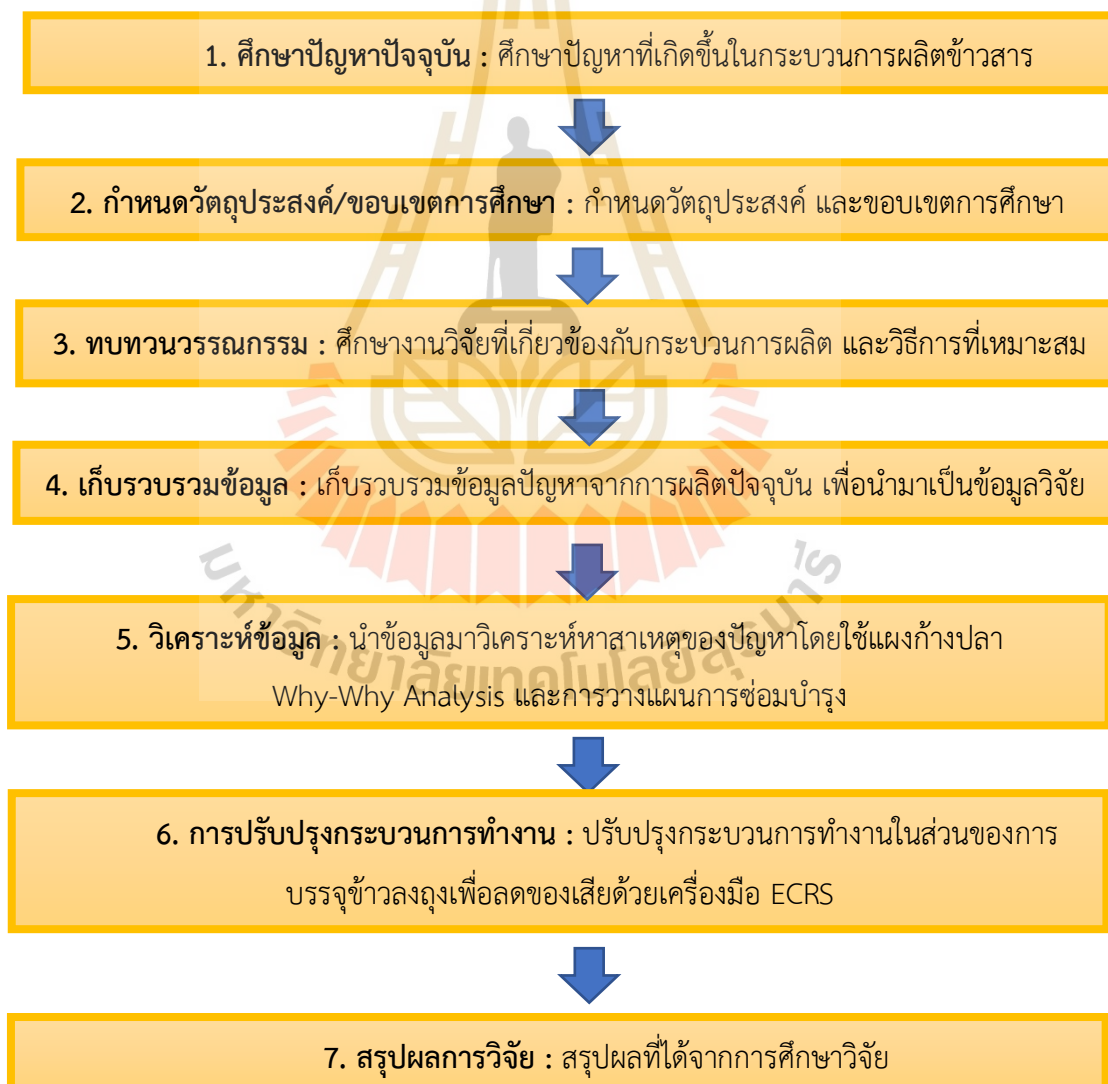 1. ศึกษาปัญหาปัจจุบัน : ศึกษาปัญหาที่เกิดขึ้นในกระบวนการผลิตข้าวสาร
2. กำหนดวัตถุประสงค์/ขอบเขตการศึกษา : กำหนดวัตถุประสงค์ และขอบเขตการศึกษา
3. ทบทวนวรรณกรรม : ศึกษางานวิจัยที่เกี่ยวข้องกับกระบวนการผลิต และวิธีการที่เหมาะสม
4. เก็บรวบรวมข้อมูล : เก็บรวบรวมข้อมูลปัญหาจากการผลิตปัจจุบัน เพื่อนำมาเป็นข้อมูลวิจัย
5. วิเคราะห์ข้อมูล : นำข้อมูลมาวิเคราะห์หาสาเหตุของปัญหาโดยใช้แผงก้างปลา
Why-Why Analysis และการวางแผนการซ่อมบำรุง
มหาวิทยาลัยเทคโนโลยีสุรนารี
6. การปรับปรุงกระบวนการทำงาน : ปรับปรุงกระบวนการทำงานในส่วนของการ
บรรจุข้าวลงถุงเพื่อลดของเสียด้วยเครื่องมือ ECRS
7. สรุปผลการวิจัย : สรุปผลที่ได้จากการศึกษาวิจัย